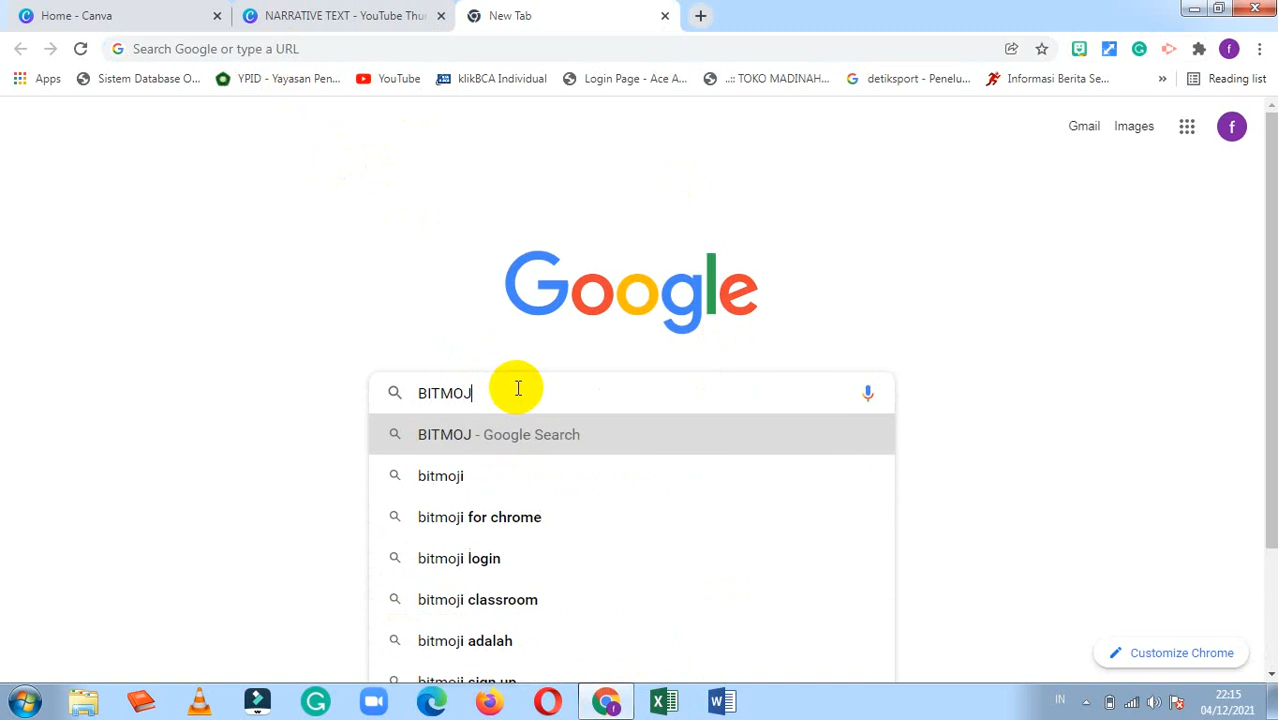 Home - Canva
NARRATIVE TEXT - YouTube Thu
New Tab
Search Google or type a URL
f
Apps
Sistem Database O...
YPID - Yayasan Pen...
YouTube
klikBCA Individual
Login Page - Ace A...
..:: TOKO MADINAH...
detiksport - Penelu...
Informasi Berita Se...
»
Reading list
Gmail
Images
f
Google
BITMOJ
BITMOJ - Google Search
bitmoji
bitmoji for chrome
bitmoji login
bitmoji classroom
bitmoji adalah
bitmoji sign up
Customize Chrome
IN
22:15
04/12/2021